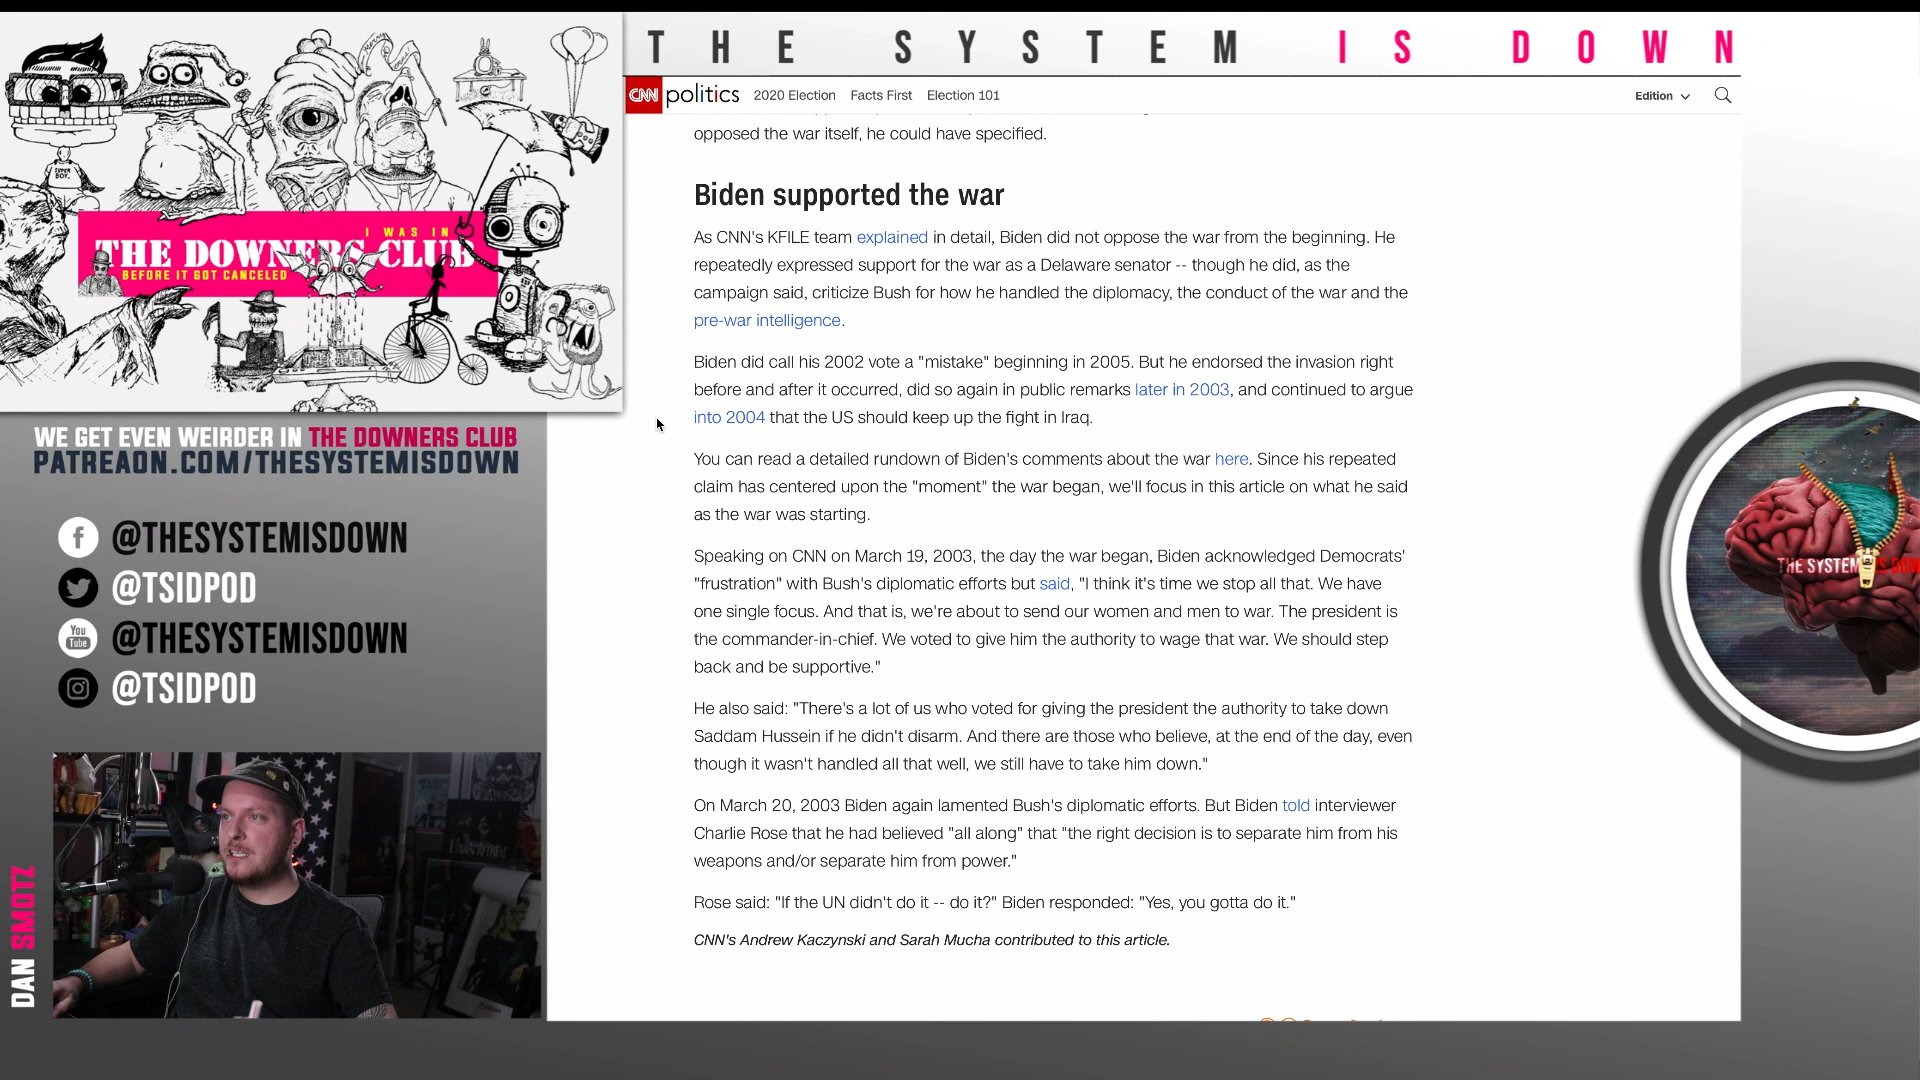 THE SYSTEM IS DOWN
CNN politics 2020 Election Facts First Election 101 Edition
opposed the war itself, he could have specified.
Biden supported the war
As CNN's KFILE team explained in detail, Biden did not oppose the war from the beginning. He
repeatedly expressed support for the war as a Delaware senator -- though he did, as the
campaign said, criticize Bush for how he handled the diplomacy, the conduct of the war and the
pre-war intelligence.
Biden did call his 2002 vote a "mistake" beginning in 2005. But he endorsed the invasion right
before and after it occurred, did so again in public remarks later in 2003, and continued to argue
into 2004 that the US should keep up the fight in Iraq.
You can read a detailed rundown of Biden's comments about the war here. Since his repeated
claim has centered upon the "moment" the war began, we'll focus in this article on what he said
as the war was starting.
Speaking on CNN on March 19, 2003, the day the war began, Biden acknowledged Democrats'
"frustration" with Bush's diplomatic efforts but said, "I think it's time we stop all that. We have
one single focus. And that is, we're about to send our women and men to war. The president is
the commander-in-chief. We voted to give him the authority to wage that war. We should step
back and be supportive."
He also said: "There's a lot of us who voted for giving the president the authority to take down
Saddam Hussein if he didn't disarm. And there are those who believe, at the end of the day, even
though it wasn't handled all that well, we still have to take him down."
On March 20, 2003 Biden again lamented Bush's diplomatic efforts. But Biden told interviewer
Charlie Rose that he had believed "all along" that "the right decision is to separate him from his
weapons and/or separate him from power."
Rose said: "If the UN didn't do it -- do it?" Biden responded: "Yes, you gotta do it."
CNN's Andrew Kaczynski and Sarah Mucha contributed to this article.
I WAS IN
THE DOWNERS CLUB
BEFORE IT GOT CANCELED
WE GET EVEN WEIRDER IN THE DOWNERS CLUB
PATREAON.COM/THESYSTEMISDOWN
@THESYSTEMISDOWN
@TSIDPOD
You
Tube
@THESYSTEMISDOWN
@TSIDPOD
DAN SMOTZ
THE SYSTEM IS DOW